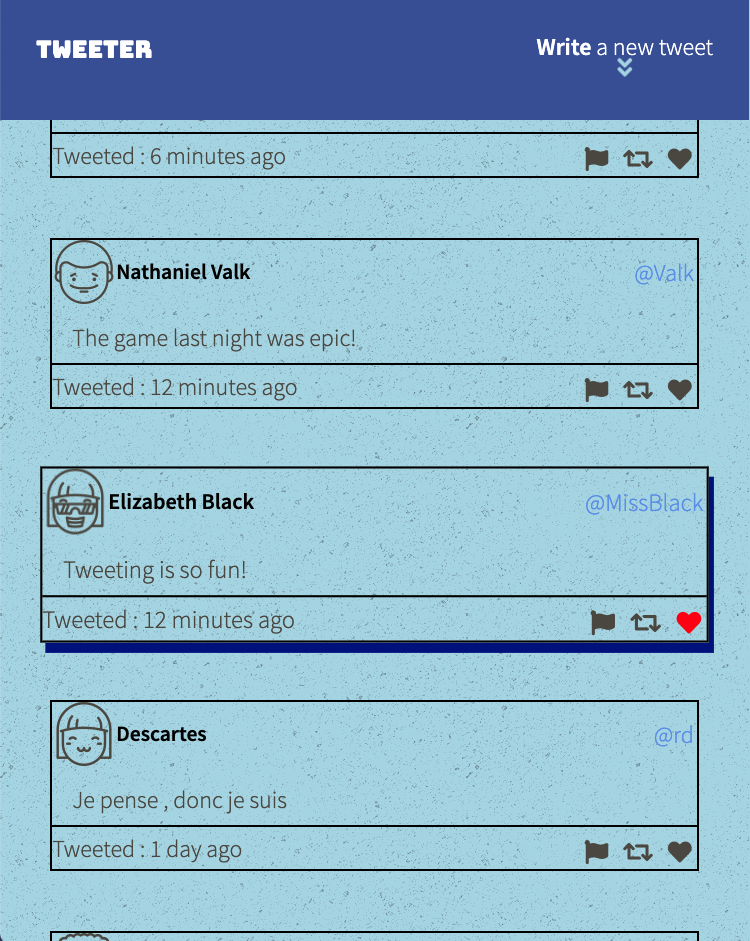 TWEETER
Write a new tweet
Tweeted : 6 minutes ago
Nathaniel Valk @Valk
The game last night was epic!
Tweeted : 12 minutes ago
Elizabeth Black @MissBlack
Tweeting is so fun!
Tweeted : 12 minutes ago
Descartes @rd
Je pense , donc je suis
Tweeted : 1 day ago